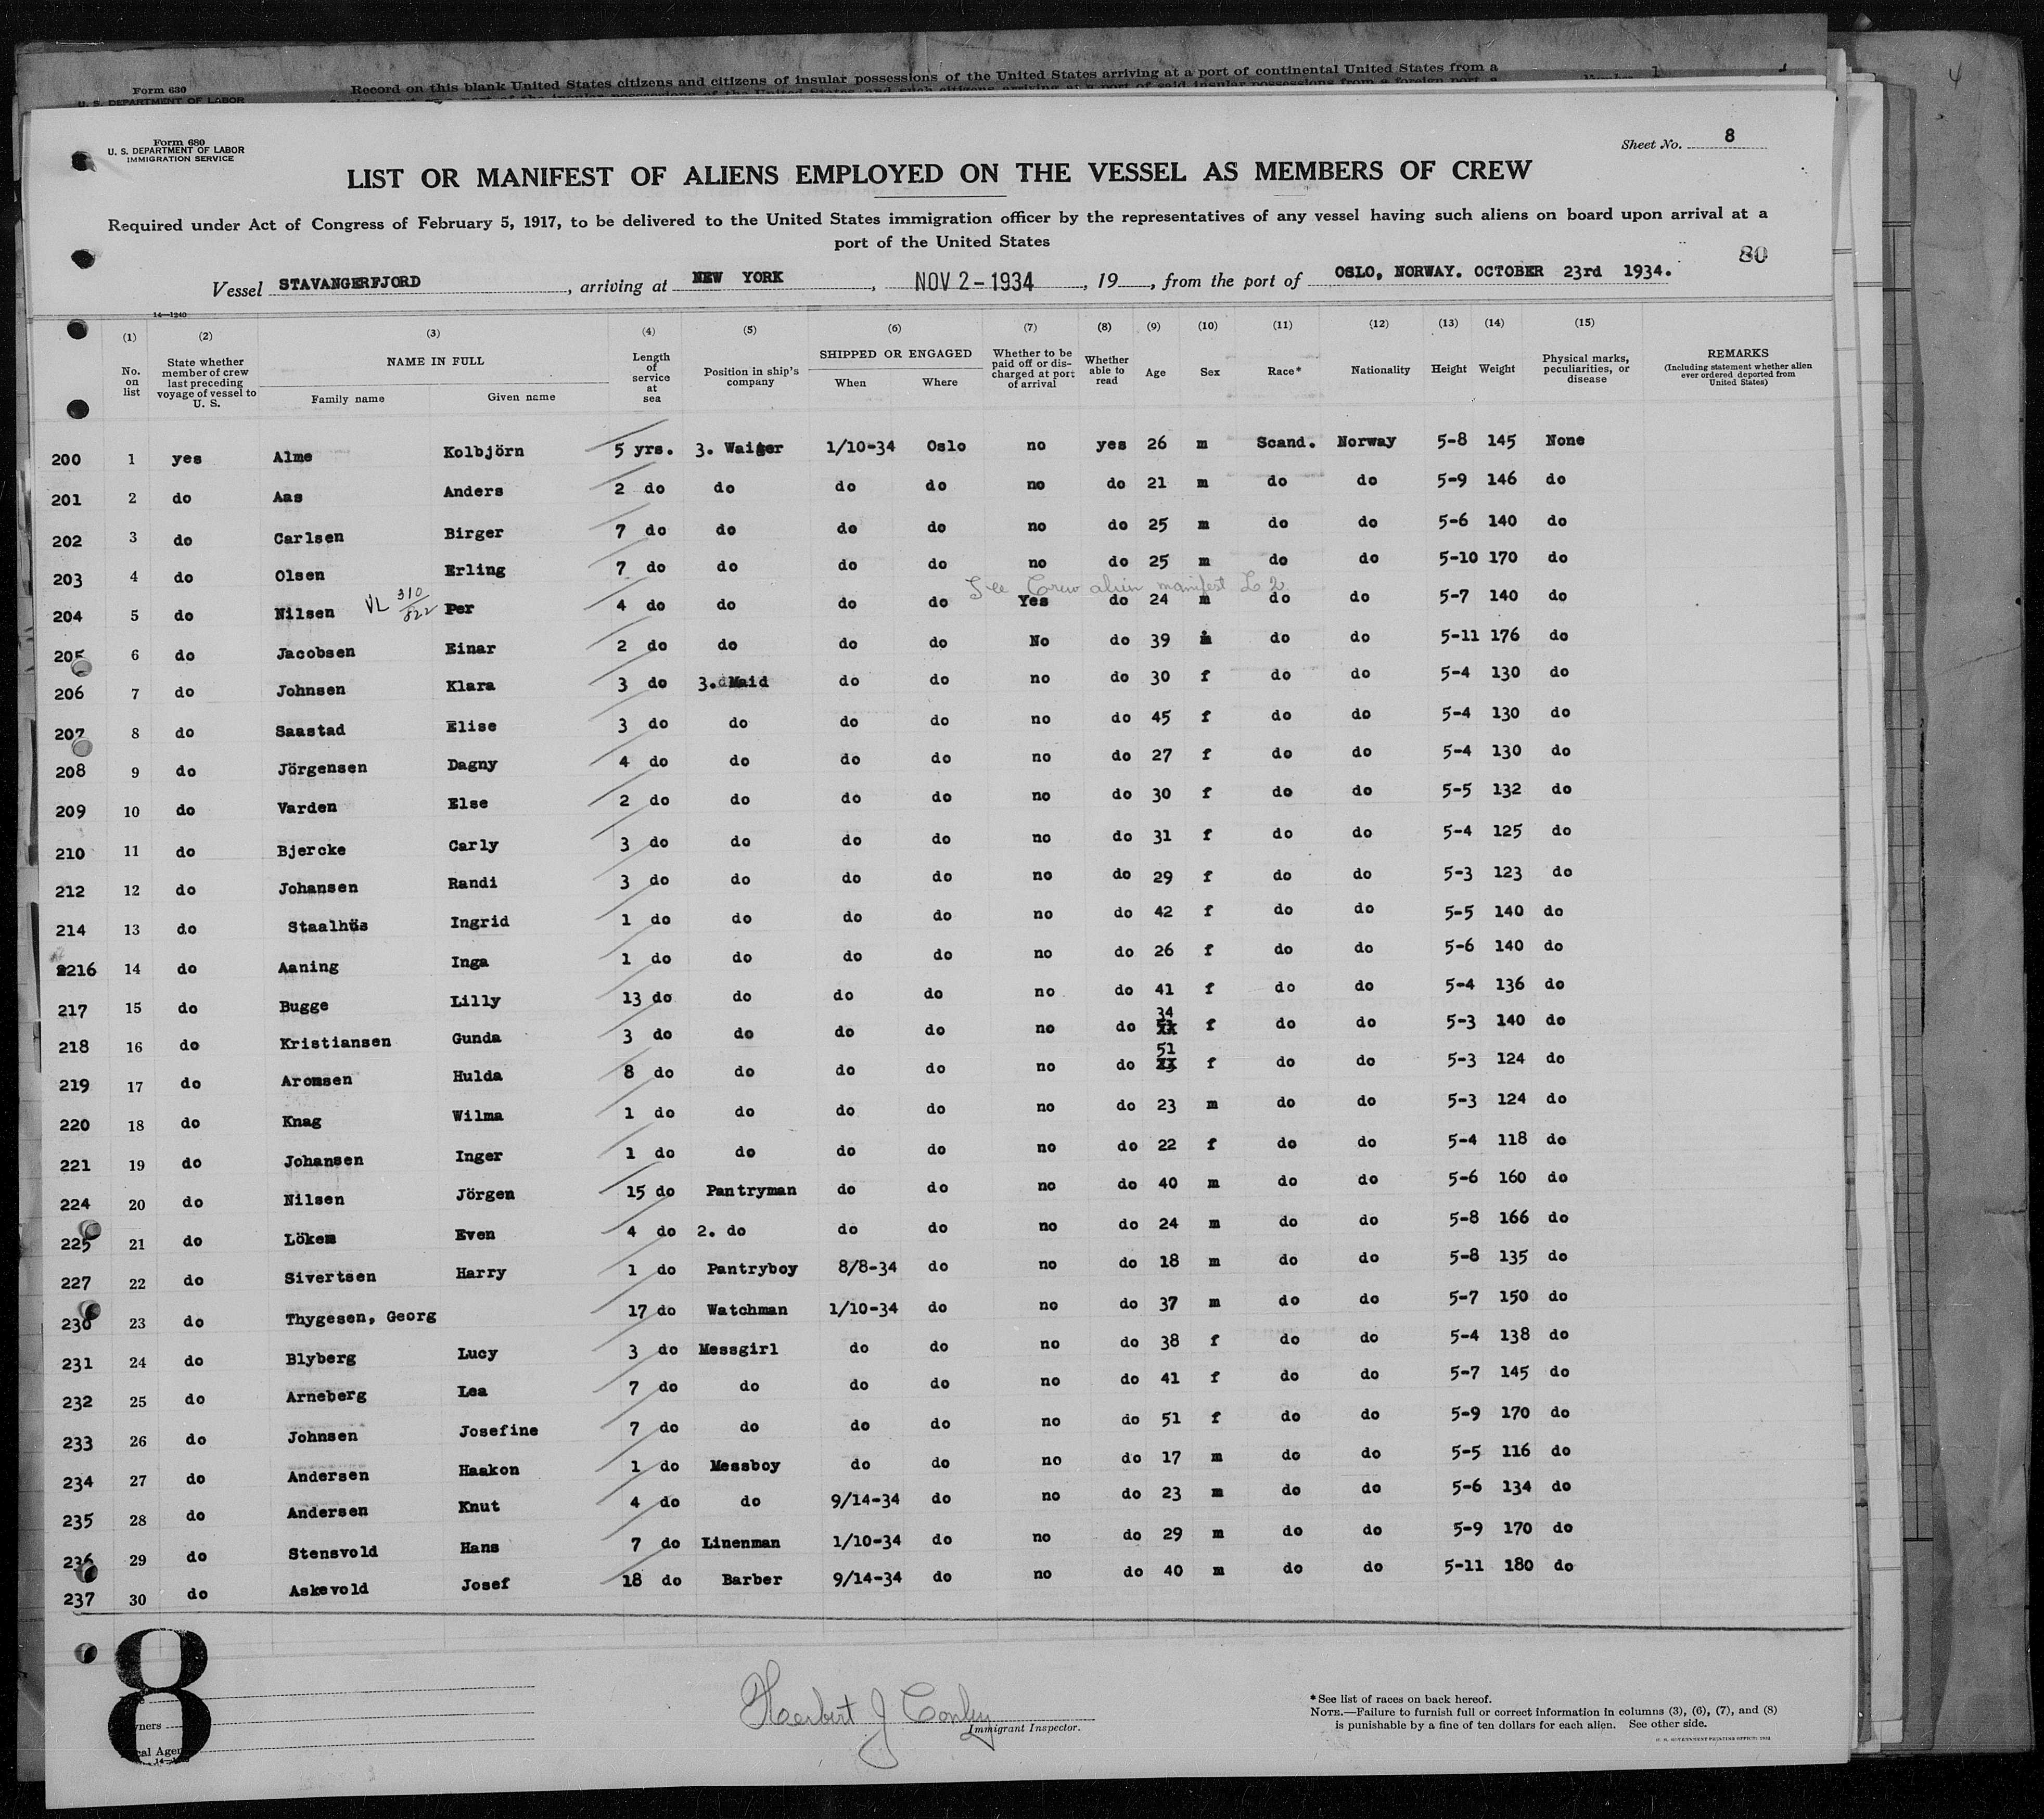 Form 630
U. S. DEPARTMENT OF LABOR
Record on this blank United States citizens and citizens of insular possessions of the United States arriving at a port of continental United States from a
Form 680
U. S. DEPARTMENT OF LABOR
IMMIGRATION SERVICE
Sheet No. 8
LIST OR MANIFEST OF ALIENS EMPLOYED ON THE VESSEL AS MEMBERS OF CREW
Required under Act of Congress of February 5, 1917, to be delivered to the United States immigration officer by the representatives of any vessel having such aliens on board upon arrival at a
port of the United States
80
Vessel STAVANGERFJORD, arriving at NEW YORK, NOV 2 - 1934, 19, from the port of OSLO, NORWAY. OCTOBER 23rd 1934.
14—1240
(1) (2) (3) (4) (5) (6) (7) (8) (9) (10) (11) (12) (13) (14) (15)
No. on list State whether member of crew last preceding voyage of vessel to U. S. NAME IN FULL Length of service at sea Position in ship's company SHIPPED OR ENGAGED Whether to be paid off or discharged at port of arrival Whether able to read Age Sex Race* Nationality Height Weight Physical marks, peculiarities, or disease REMARKS (Including statement whether alien ever ordered deported from United States)
Family name Given name When Where
200 1 yes Alme Kolbjörn 5 yrs. 3. Waiter 1/10-34 Oslo no yes 26 m Scand. Norway 5-8 145 None
201 2 do Aas Anders 2 do do do do no do 21 m do do 5-9 146 do
202 3 do Carlsen Birger 7 do do do do no do 25 m do do 5-6 140 do
203 4 do Olsen Erling 7 do do do do no do 25 m do do 5-10 170 do
See Crew alien manifest L 2
204 5 do Nilsen VL 310/822 Per 4 do do do do Yes do 24 m do do 5-7 140 do
205 6 do Jacobsen Einar 2 do do do do No do 39 m do do 5-11 176 do
206 7 do Johnsen Klara 3 do 3. Maid do do no do 30 f do do 5-4 130 do
207 8 do Saastad Elise 3 do do do do no do 45 f do do 5-4 130 do
208 9 do Jörgensen Dagny 4 do do do do no do 27 f do do 5-4 130 do
209 10 do Varden Else 2 do do do do no do 30 f do do 5-5 132 do
210 11 do Bjercke Carly 3 do do do do no do 31 f do do 5-4 125 do
212 12 do Johansen Randi 3 do do do do no do 29 f do do 5-3 123 do
214 13 do Staalhüs Ingrid 1 do do do do no do 42 f do do 5-5 140 do
2216 14 do Aaning Inga 1 do do do do no do 26 f do do 5-6 140 do
217 15 do Bugge Lilly 13 do do do do no do 41 f do do 5-4 136 do
218 16 do Kristiansen Gunda 3 do do do do no do 34 f do do 5-3 140 do
219 17 do Aromsen Hulda 8 do do do do no do 51 f do do 5-3 124 do
220 18 do Knag Wilma 1 do do do do no do 23 m do do 5-3 124 do
221 19 do Johansen Inger 1 do do do do no do 22 f do do 5-4 118 do
224 20 do Nilsen Jörgen 15 do Pantryman do do no do 40 m do do 5-6 160 do
225 21 do Löken Even 4 do 2. do do do no do 24 m do do 5-8 166 do
227 22 do Sivertsen Harry 1 do Pantryboy 8/8-34 do no do 18 m do do 5-8 135 do
230 23 do Thygesen, Georg 17 do Watchman 1/10-34 do no do 37 m do do 5-7 150 do
231 24 do Blyberg Lucy 3 do Messgirl do do no do 38 f do do 5-4 138 do
232 25 do Arneberg Lea 7 do do do do no do 41 f do do 5-7 145 do
233 26 do Johnsen Josefine 7 do do do do no do 51 f do do 5-9 170 do
234 27 do Andersen Haakon 1 do Messboy do do no do 17 m do do 5-5 116 do
235 28 do Andersen Knut 4 do do 9/14-34 do no do 23 m do do 5-6 134 do
236 29 do Stensvold Hans 7 do Linenman 1/10-34 do no do 29 m do do 5-9 170 do
237 30 do Askevold Josef 18 do Barber 9/14-34 do no do 40 m do do 5-11 180 do
8
Herbert J Conley
Immigrant Inspector.
*See list of races on back hereof.
NOTE.—Failure to furnish full or correct information in columns (3), (6), (7), and (8)
is punishable by a fine of ten dollars for each alien. See other side.